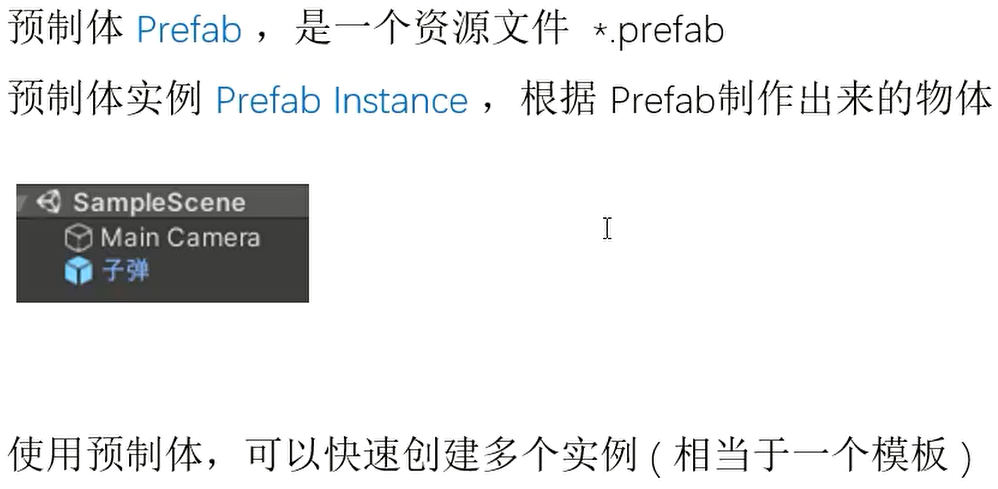 预制体 Prefab ，是一个资源文件 *.prefab
预制体实例 Prefab Instance ，根据 Prefab制作出来的物体
SampleScene
Main Camera
子弹
使用预制体，可以快速创建多个实例 ( 相当于一个模板 )